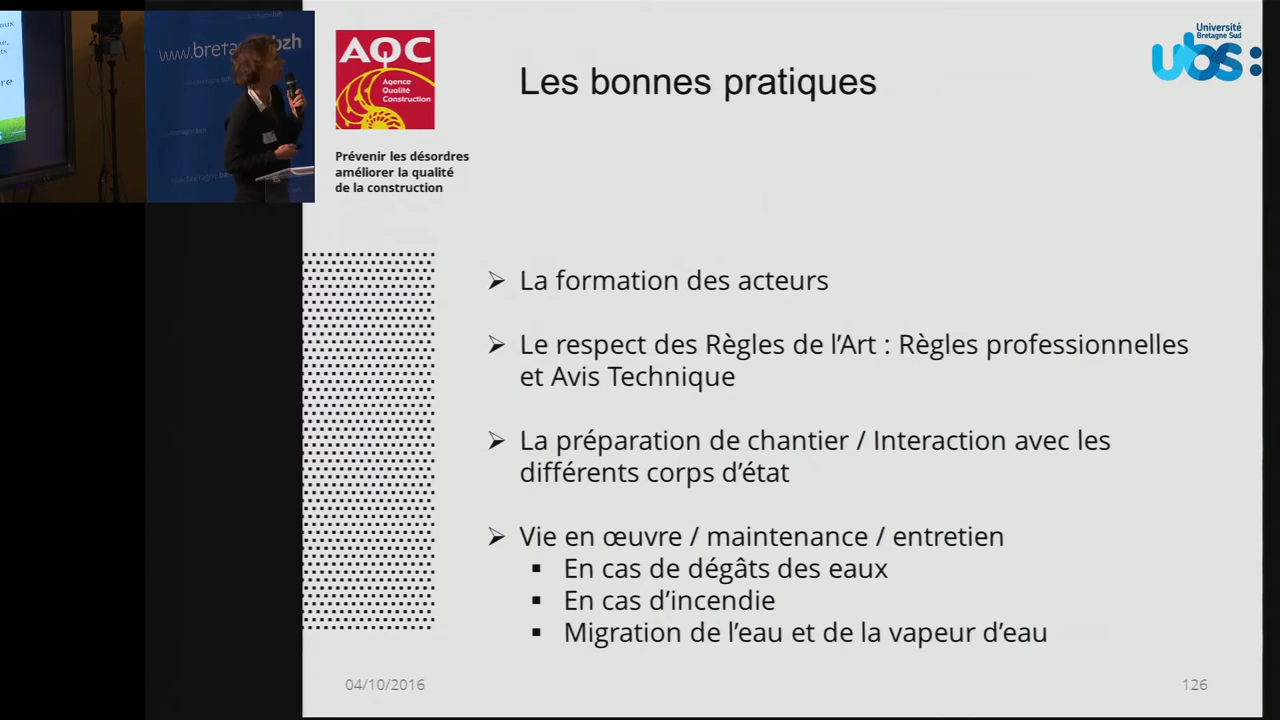 www.bretagne.bzh
AQC
Agence
Qualité
Construction
Prévenir les désordres
améliorer la qualité
de la construction
Les bonnes pratiques
Université
Bretagne Sud
ubs:
La formation des acteurs
Le respect des Règles de l’Art : Règles professionnelles
et Avis Technique
La préparation de chantier / Interaction avec les
différents corps d’état
Vie en œuvre / maintenance / entretien
En cas de dégâts des eaux
En cas d’incendie
Migration de l’eau et de la vapeur d’eau
04/10/2016
126